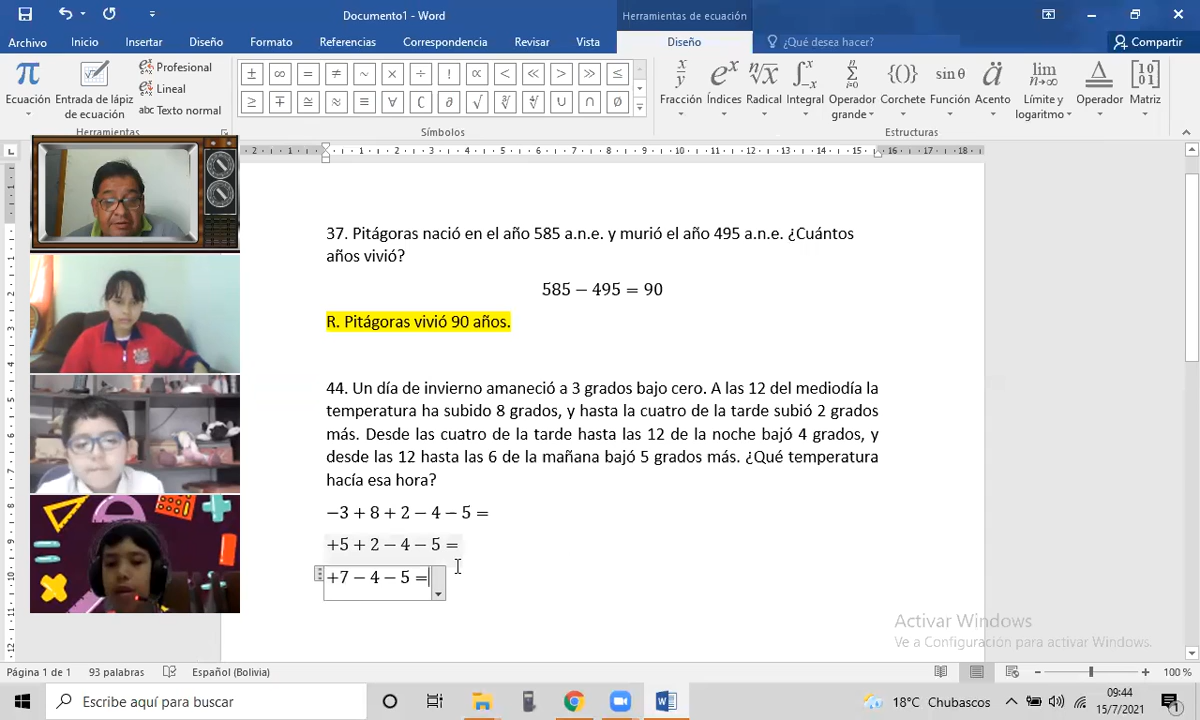 Documento1 - Word
Herramientas de ecuación
Archivo Inicio Insertar Diseño Formato Referencias Correspondencia Revisar Vista Diseño ¿Qué desea hacer? Compartir
Ecuación
Entrada de lápiz de ecuación
Profesional
Lineal
abc Texto normal
± ∞ = ≠ ~ × ÷ ! ∝ < ≪ > ≫ ≤
≥ ∓ ≅ ≈ ≡ ∀ ∁ ∂ √ ∛ ∜ ∪ ∩ ∅
Fracción Índices Radical Integral Operador grande Corchete Función Acento Límite y logaritmo Operador Matriz
Herramientas Símbolos Estructuras
37. Pitágoras nació en el año 585 a.n.e. y murió el año 495 a.n.e. ¿Cuántos
años vivió?
585 − 495 = 90
R. Pitágoras vivió 90 años.
44. Un día de invierno amaneció a 3 grados bajo cero. A las 12 del mediodía la
temperatura ha subido 8 grados, y hasta la cuatro de la tarde subió 2 grados
más. Desde las cuatro de la tarde hasta las 12 de la noche bajó 4 grados, y
desde las 12 hasta las 6 de la mañana bajó 5 grados más. ¿Qué temperatura
hacía esa hora?
−3 + 8 + 2 − 4 − 5 =
+5 + 2 − 4 − 5 =
+7 − 4 − 5 =
Activar Windows
Ve a Configuración para activar Windows.
Página 1 de 1 93 palabras Español (Bolivia) 100 %
Escribe aquí para buscar
18°C Chubascos
09:44
15/7/2021